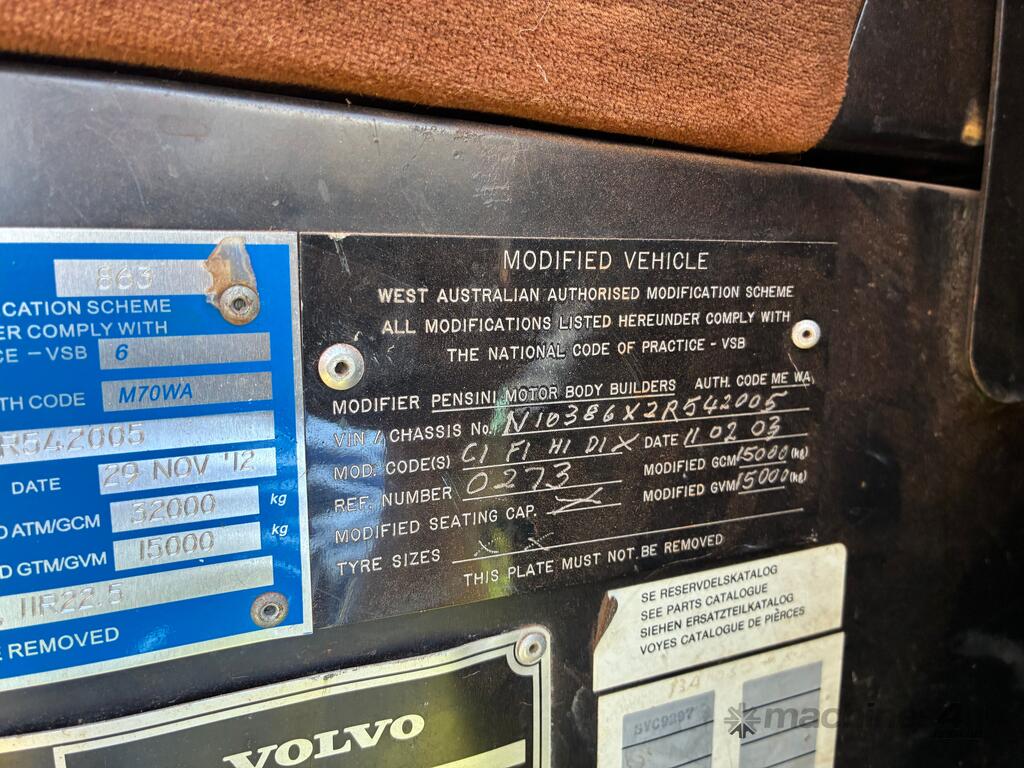 863
ICATION SCHEME
ER COMPLY WITH
CE – VSB 6
TH CODE M70WA
R542005
DATE 29 NOV '12
D ATM/GCM 32000 kg
D GTM/GVM 15000 kg
11R22.5
E REMOVED
MODIFIED VEHICLE
WEST AUSTRALIAN AUTHORISED MODIFICATION SCHEME
ALL MODIFICATIONS LISTED HEREUNDER COMPLY WITH
THE NATIONAL CODE OF PRACTICE – VSB
MODIFIER PENSINI MOTOR BODY BUILDERS AUTH. CODE ME WA
VIN / CHASSIS No. N10386X2R542005
MOD. CODE(S) C1 F1 H1 D1X DATE 11 02 03
REF. NUMBER 0273 MODIFIED GCM 15000 (kg)
MODIFIED SEATING CAP. X MODIFIED GVM 15000 (kg)
TYRE SIZES X X
THIS PLATE MUST NOT BE REMOVED
SE RESERVDELSKATALOG
SEE PARTS CATALOGUE
SIEHEN ERSATZTEILKATALOG
VOYES CATALOGUE DE PIÈRCES
VOLVO